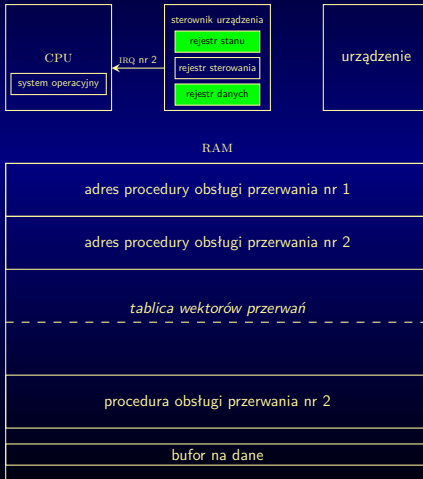 sterownik urządzenia
rejestr stanu
CPU
urządzenie
IRQ nr 2
rejestr sterowania
system operacyjny
rejestr danych
RAM
adres procedury obsługi przerwania nr 1
adres procedury obsługi przerwania nr 2
tablica wektorów przerwań
procedura obsługi przerwania nr 2
bufor na dane